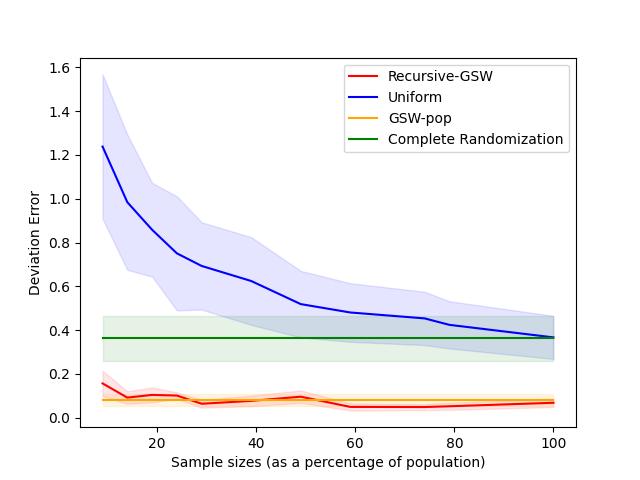 Recursive-GSW
Uniform
GSW-pop
Complete Randomization
Deviation Error
1.6
1.4
1.2
1.0
0.8
0.6
0.4
0.2
0.0
20 40 60 80 100
Sample sizes (as a percentage of population)